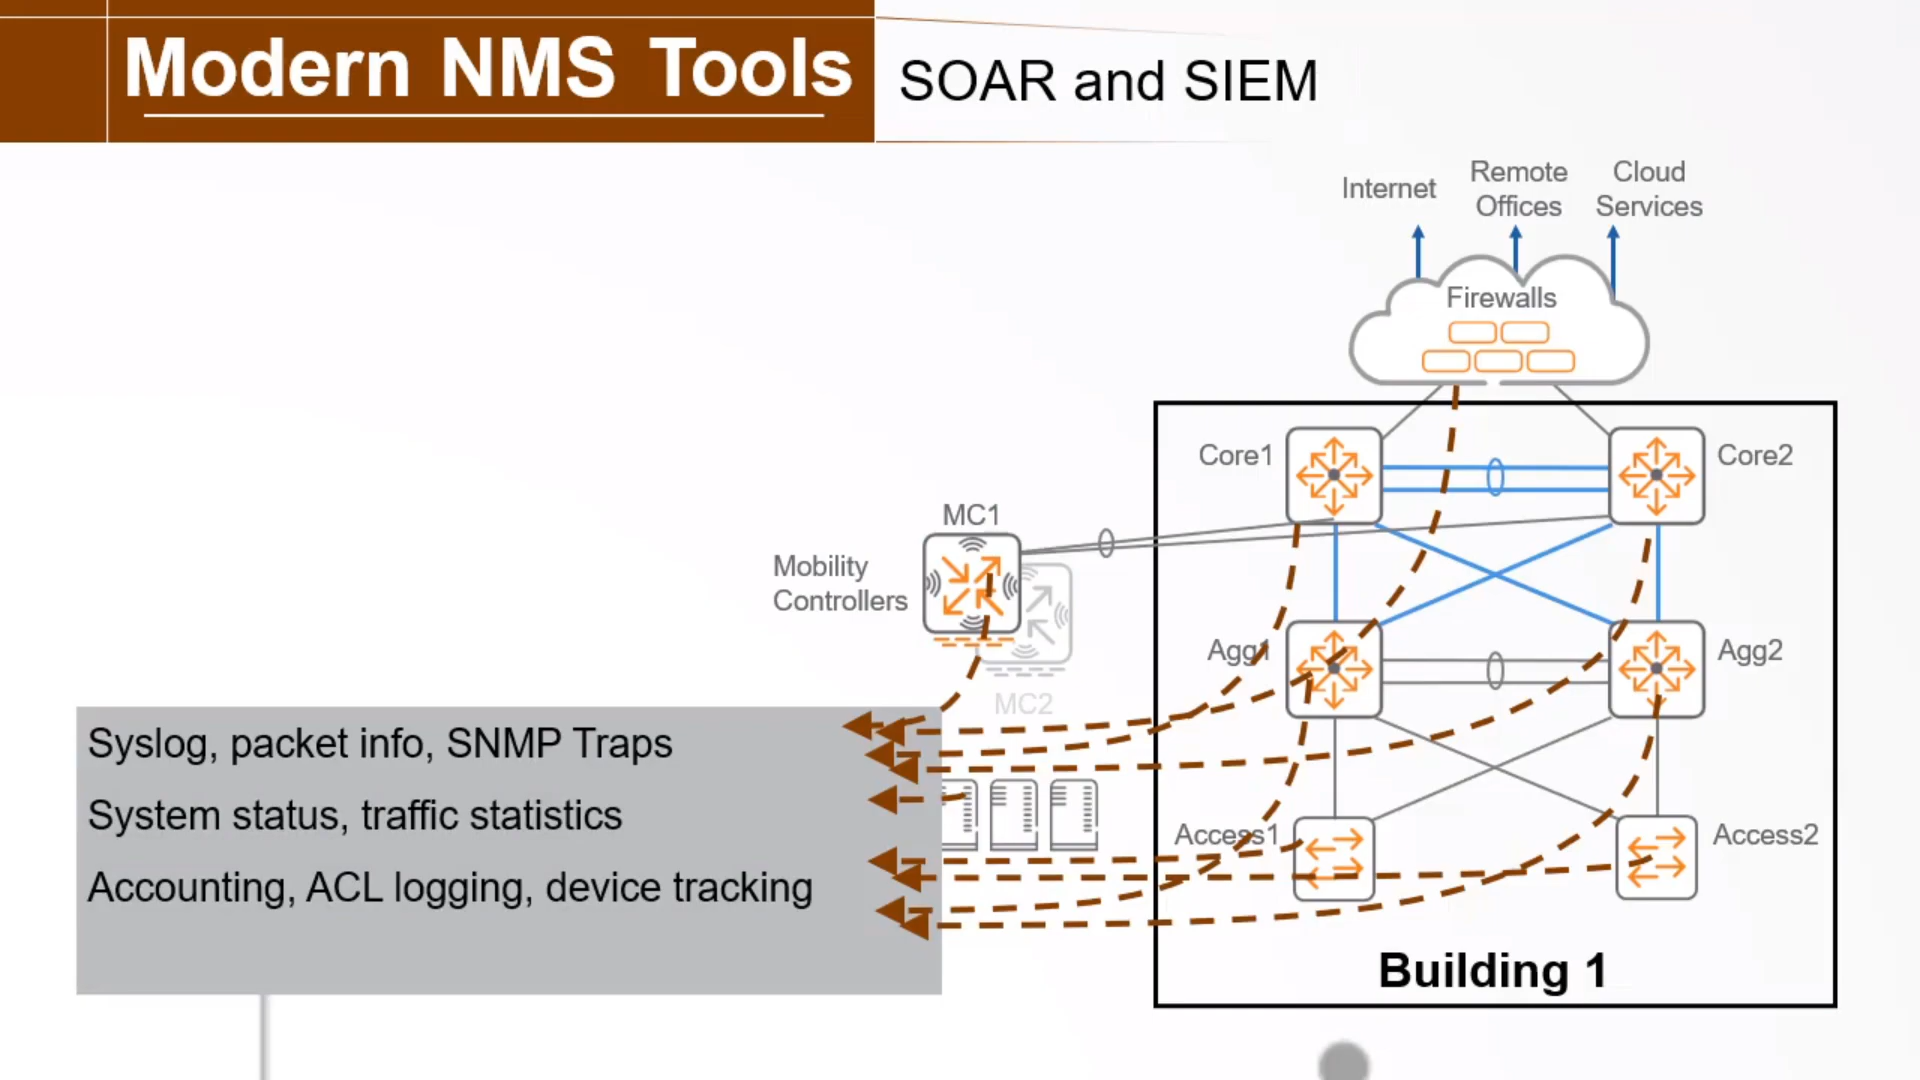 Modern NMS Tools
SOAR and SIEM
Internet
Remote
Offices
Cloud
Services
Firewalls
Core1
Core2
MC1
Mobility
Controllers
MC2
Agg1
Agg2
Syslog, packet info, SNMP Traps
System status, traffic statistics
Accounting, ACL logging, device tracking
Access1
Access2
Building 1